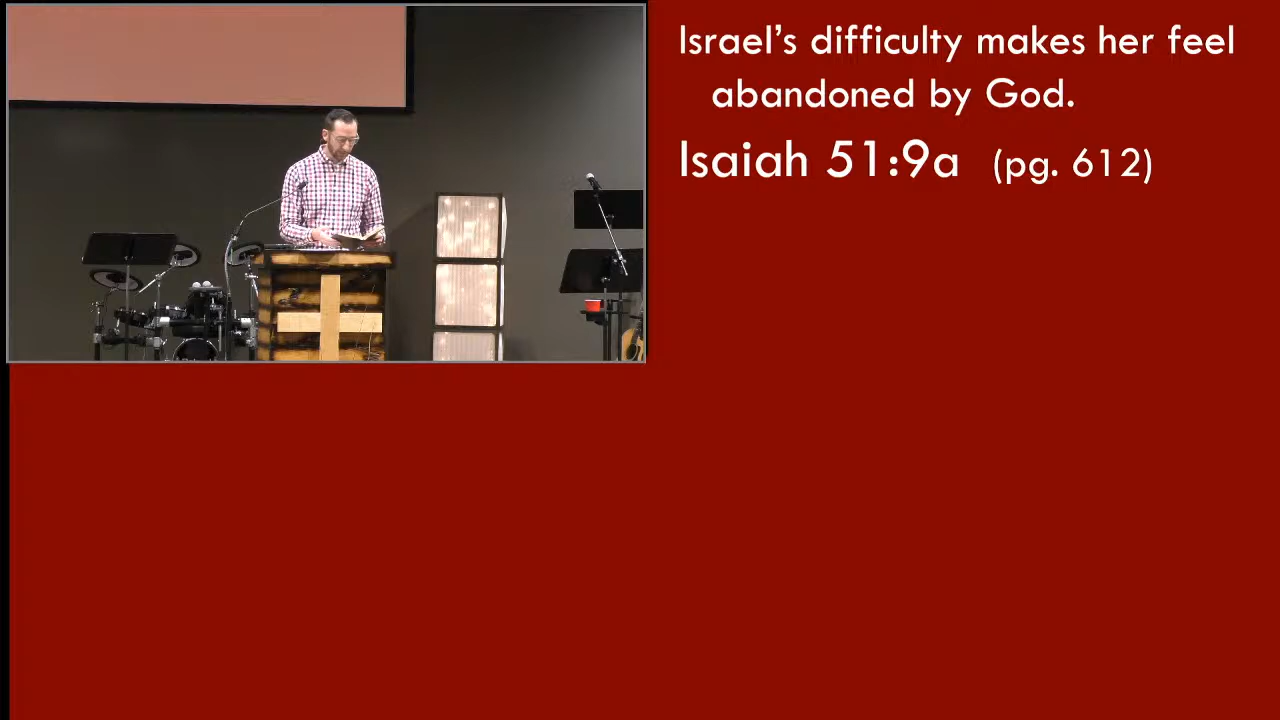 Israel’s difficulty makes her feel
abandoned by God.
Isaiah 51:9a (pg. 612)